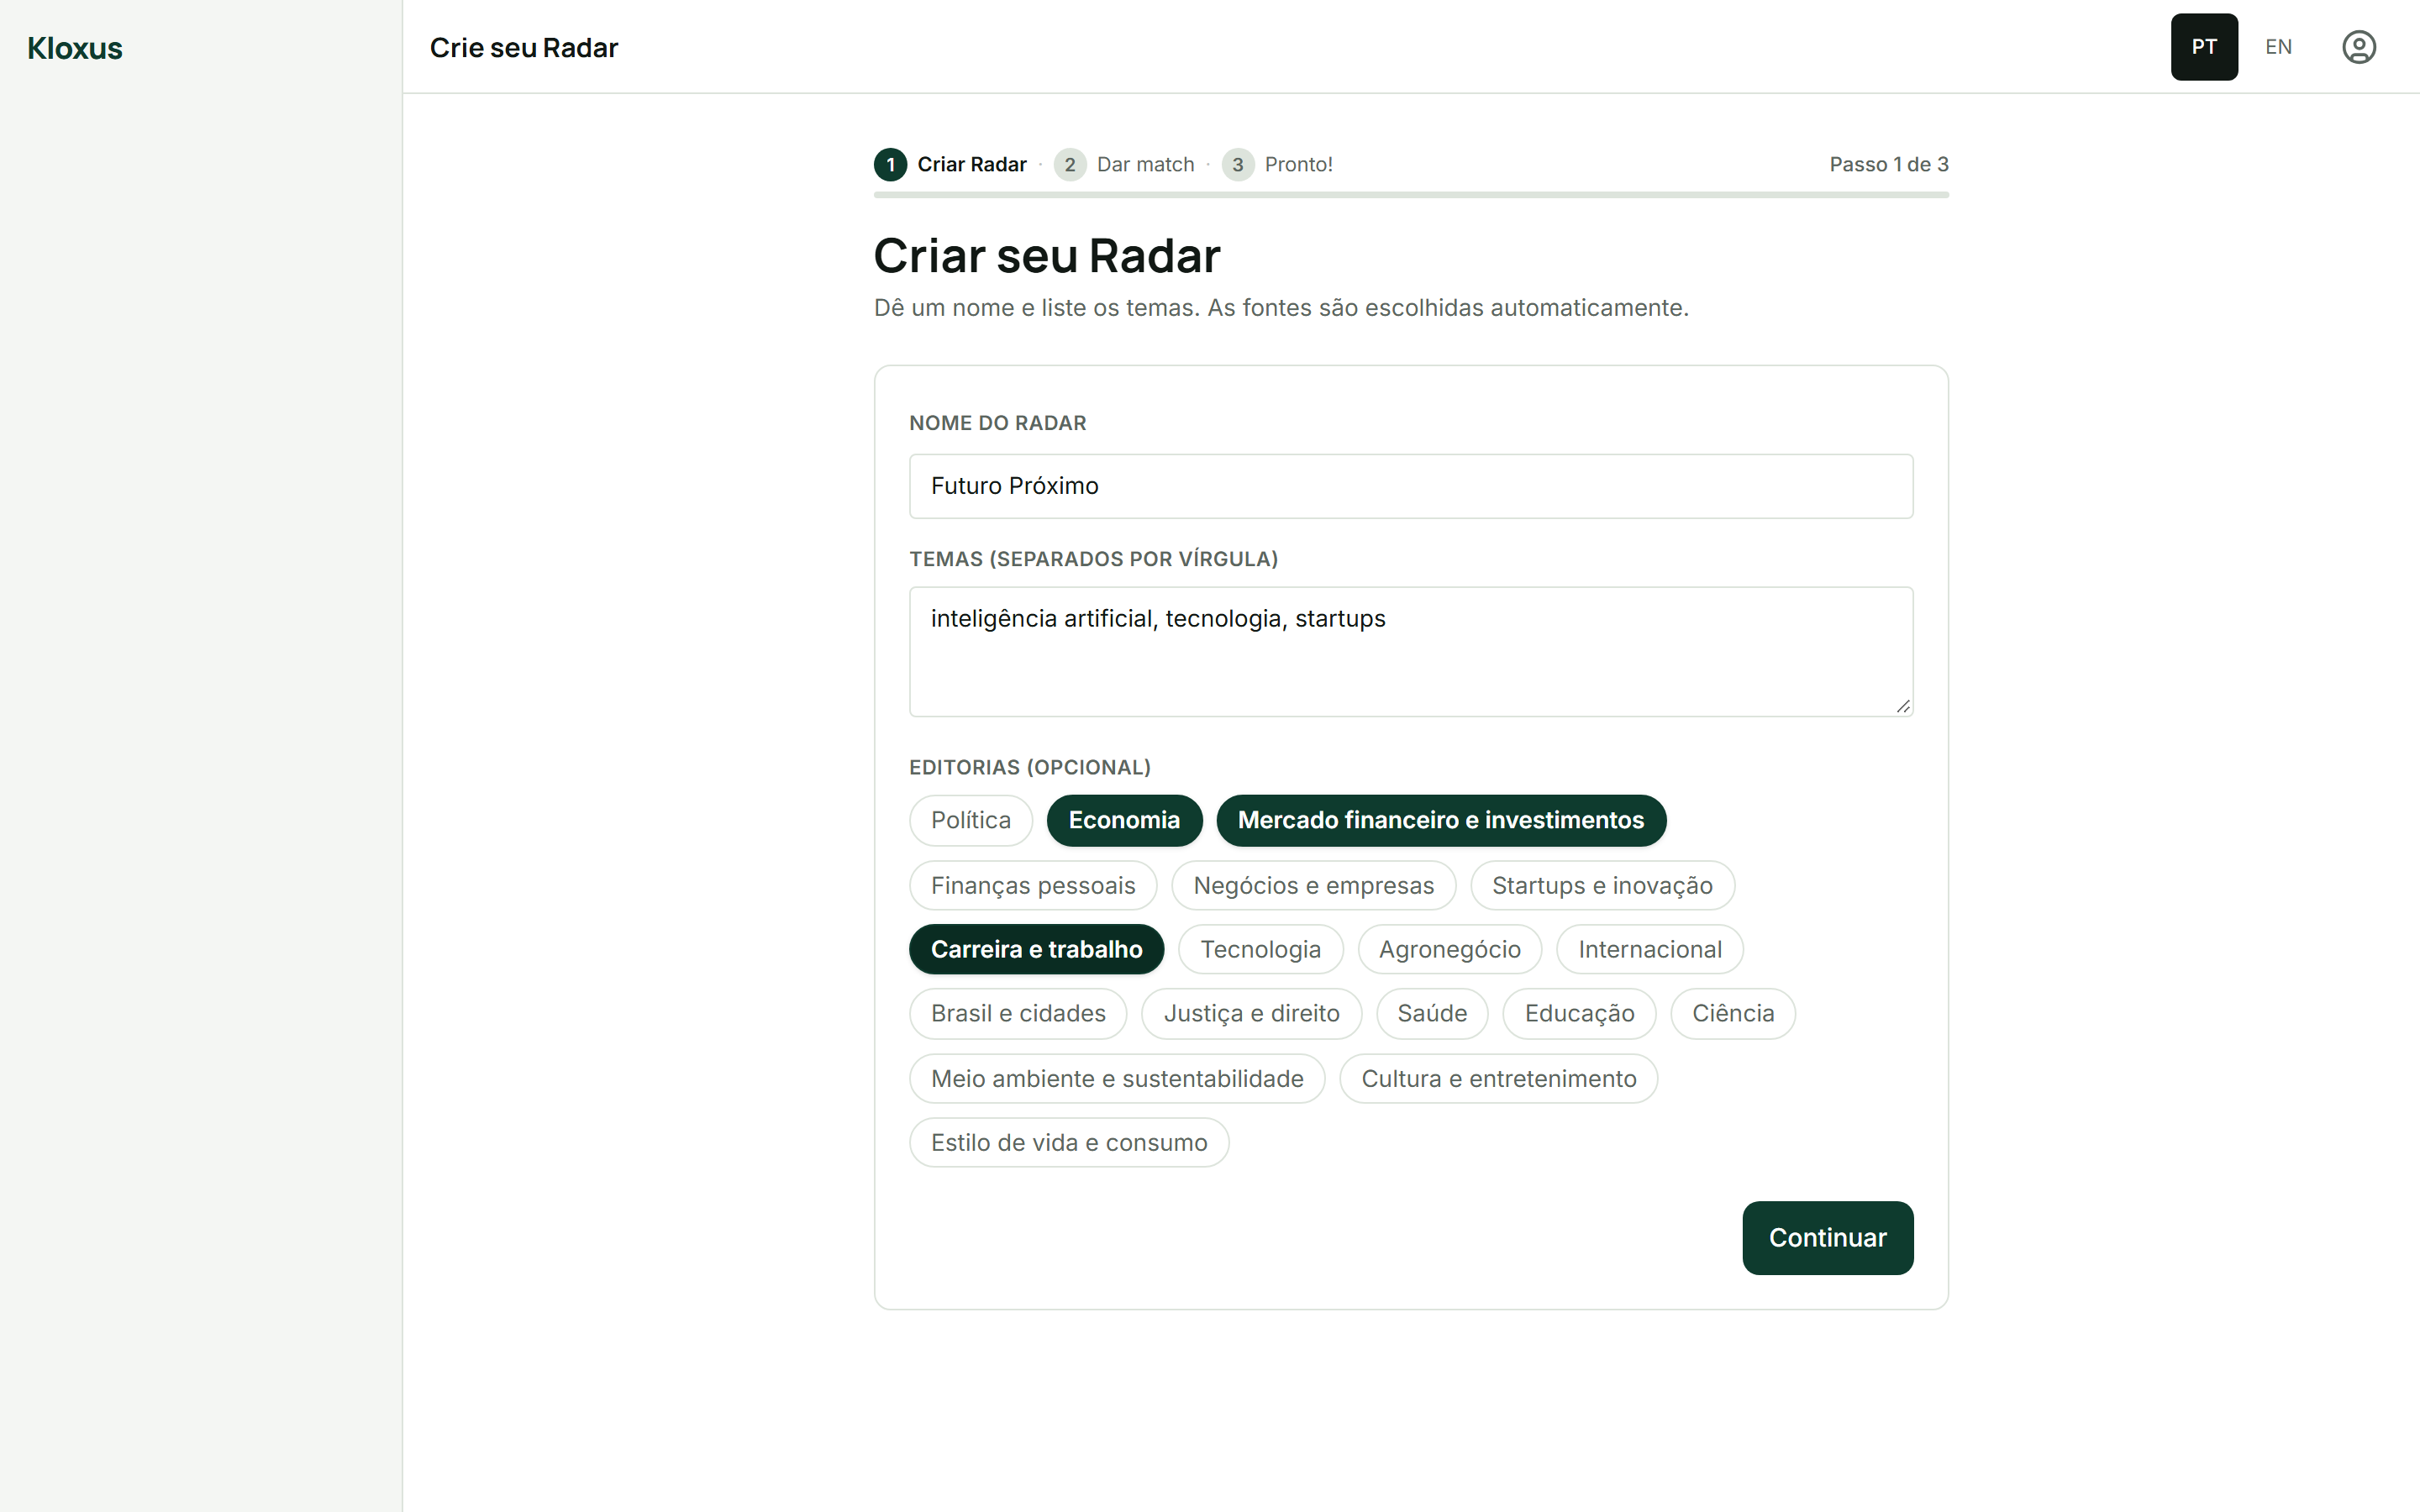 Kloxus
Crie seu Radar
PT EN
1 Criar Radar · 2 Dar match · 3 Pronto!
Passo 1 de 3
Criar seu Radar
Dê um nome e liste os temas. As fontes são escolhidas automaticamente.
NOME DO RADAR
Futuro Próximo
TEMAS (SEPARADOS POR VÍRGULA)
inteligência artificial, tecnologia, startups
EDITORIAS (OPCIONAL)
Política Economia Mercado financeiro e investimentos
Finanças pessoais Negócios e empresas Startups e inovação
Carreira e trabalho Tecnologia Agronegócio Internacional
Brasil e cidades Justiça e direito Saúde Educação Ciência
Meio ambiente e sustentabilidade Cultura e entretenimento
Estilo de vida e consumo
Continuar